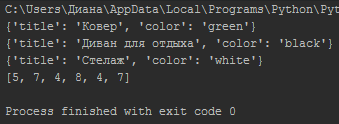 C:\Users\Диана\AppData\Local\Programs\Python\Pyt
{'title': 'Ковер', 'color': 'green'}
{'title': 'Диван для отдыха', 'color': 'black'}
{'title': 'Стелаж', 'color': 'white'}
[5, 7, 4, 8, 4, 7]
Process finished with exit code 0